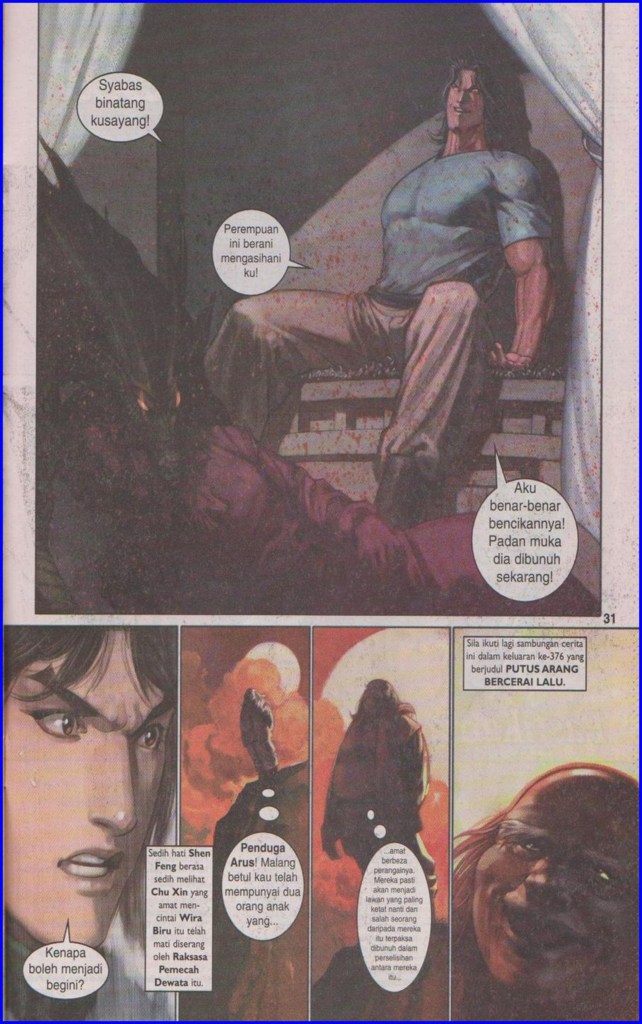 Syabas
binatang
kusayang!
Perempuan
ini berani
mengasihani
ku!
Aku
benar-benar
bencikannya!
Padan muka
dia dibunuh
sekarang!
31
Kenapa
boleh menjadi
begini?
Sedih hati Shen
Feng berasa
sedih melihat
Chu Xin yang
amat men-
cintal Wira
Biru itu telah
mati diserang
oleh Raksasa
Pemecah
Dewata itu.
Penduga
Arus! Malang
betul kau telah
mempunyai dua
orang anak
yang...
...amat
berbeza
perangainya.
Mereka pasti
akan menjadi
lawan yang paling
ketat nanti dan
salah seorang
daripada mereka
itu terpaksa
dibunuh dalam
perselisihan
antara mereka
itu...
Sila ikuti lagi sambungan cerita
ini dalam keluaran ke-376 yang
berjudul PUTUS ARANG
BERCERAI LALU.